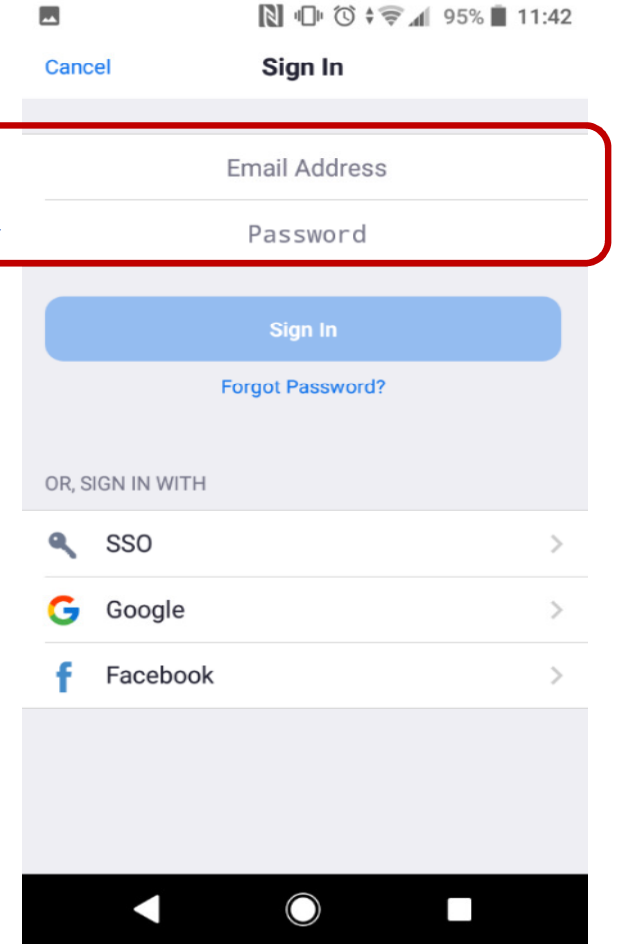 95% 11:42
Cancel Sign In
Email Address
Password
Sign In
Forgot Password?
OR, SIGN IN WITH
SSO
Google
Facebook